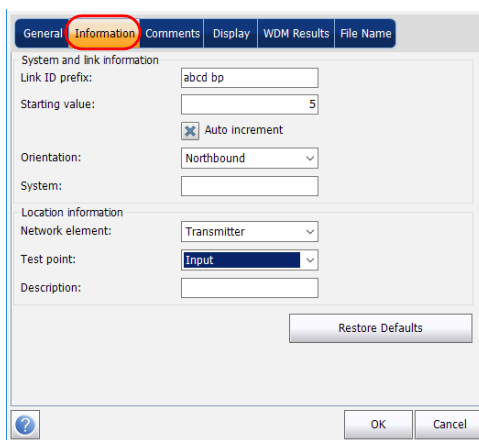 General Information Comments Display WDM Results File Name
System and link information
Link ID prefix: abcd bp
Starting value: 5
Auto increment
Orientation: Northbound
System:
Location information
Network element: Transmitter
Test point: Input
Description:
Restore Defaults
? OK Cancel